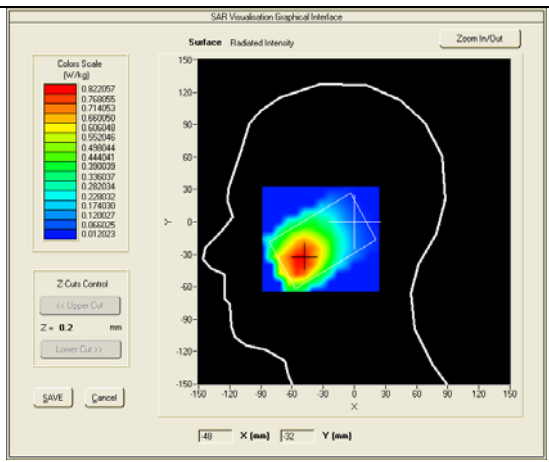 SAR Visualisation Graphical Interface
Surface Radiated Intensity
Zoom In/Out
Colors Scale
(W/kg)
0.822057
0.768055
0.714053
0.660050
0.606048
0.552046
0.498044
0.444041
0.390039
0.336037
0.282034
0.228032
0.174030
0.120027
0.066025
0.012023
Z Cuts Control
<< Upper Cut
Z = 0.2 mm
Lower Cut >>
SAVE
Cancel
150
120
90
60
30
0
-30
-60
-90
-120
-150
Y
-150 -120 -90 -60 -30 0 30 60 90 120 150
X
-48 X (mm) -32 Y (mm)